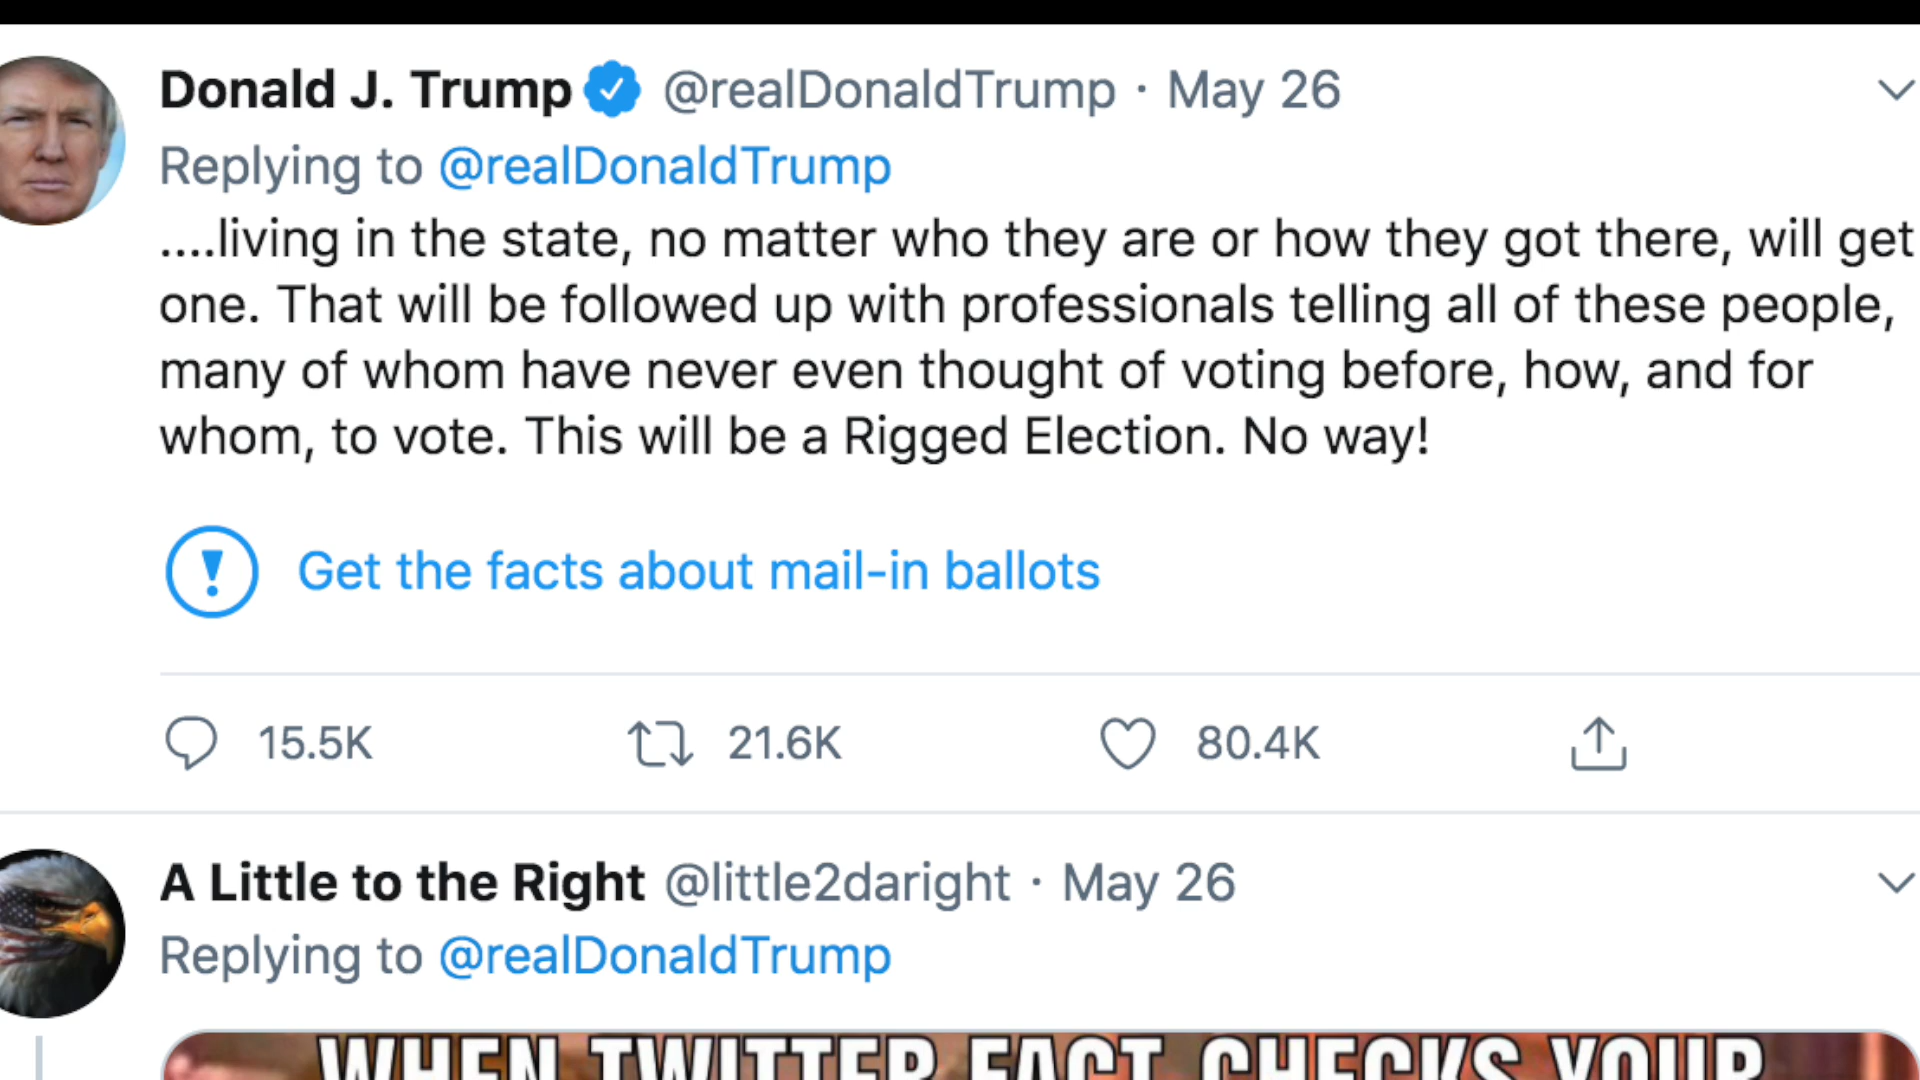 Donald J. Trump @realDonaldTrump · May 26
Replying to @realDonaldTrump
....living in the state, no matter who they are or how they got there, will get
one. That will be followed up with professionals telling all of these people,
many of whom have never even thought of voting before, how, and for
whom, to vote. This will be a Rigged Election. No way!
Get the facts about mail-in ballots
15.5K 21.6K 80.4K
A Little to the Right @little2daright · May 26
Replying to @realDonaldTrump
WHEN TWITTER FACT CHECKS YOUR